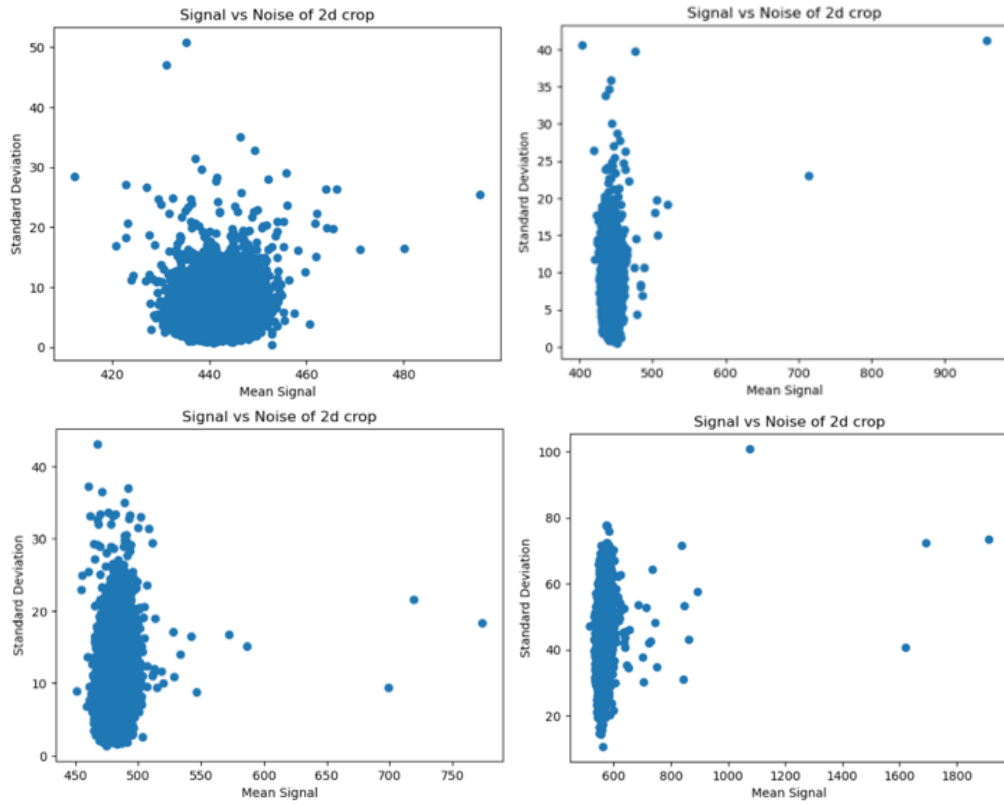 Signal vs Noise of 2d crop
50
40
30
20
10
0
Standard Deviation
420 440 460 480
Mean Signal
Signal vs Noise of 2d crop
40
35
30
25
20
15
10
5
0
Standard Deviation
400 500 600 700 800 900
Mean Signal
Signal vs Noise of 2d crop
40
30
20
10
0
Standard Deviation
450 500 550 600 650 700 750
Mean Signal
Signal vs Noise of 2d crop
100
80
60
40
20
Standard Deviation
600 800 1000 1200 1400 1600 1800
Mean Signal